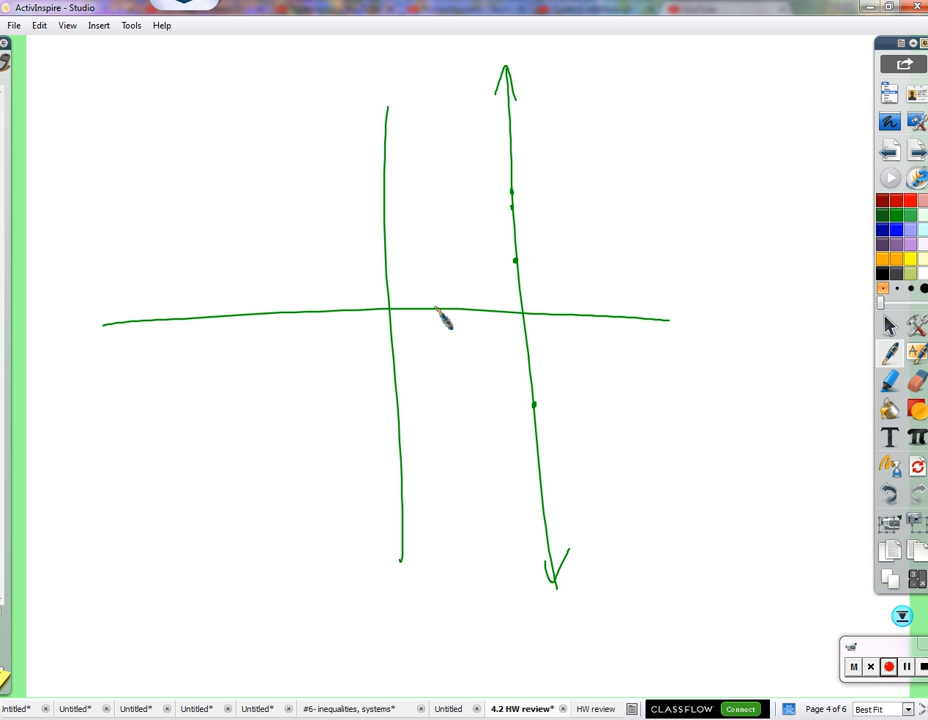 ActivInspire - Studio
File Edit View Insert Tools Help
M
Untitled* Untitled* Untitled* Untitled* Untitled* #6- inequalities, systems* Untitled 4.2 HW review* HW review CLASSFLOW Connect Page 4 of 6 Best Fit